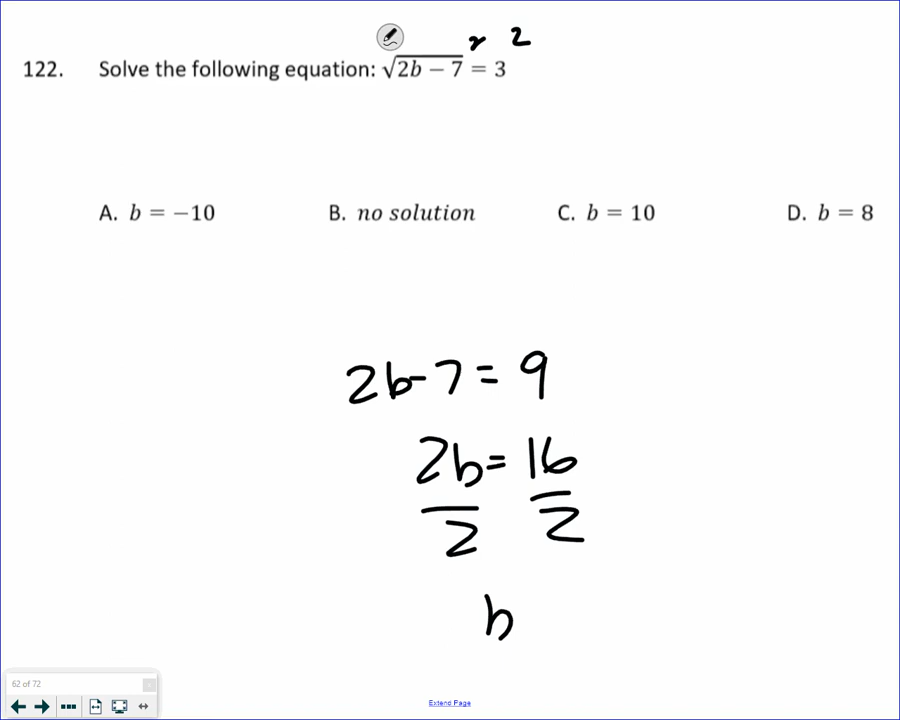 2 2
122. Solve the following equation: √2b − 7 = 3
A. b = −10 B. no solution C. b = 10 D. b = 8
2b-7 = 9
2b = 16
2 2
b
62 of 72
Extend Page